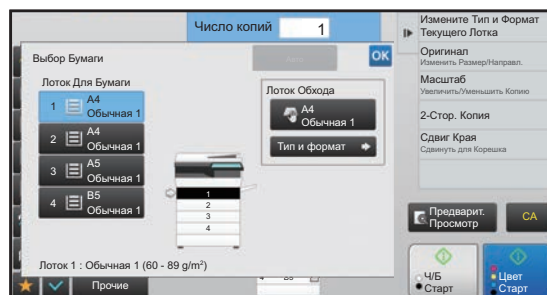 Число копий
1
Измените Тип и Формат
Текущего Лотка
Оригинал
Изменить Размер/Направл.
Масштаб
Увеличить/Уменьшить Копию
2-Стор. Копия
Сдвиг Края
Сдвинуть для Корешка
Выбор Бумаги
Авто
OK
Лоток Для Бумаги
1
A4
Обычная 1
2
A4
Обычная 1
3
A5
Обычная 1
4
B5
Обычная 1
Лоток Обхода
A4
Обычная 1
Тип и формат
1
2
3
4
Лоток 1 : Обычная 1 (60 - 89 g/m²)
Предварит.
Просмотр
CA
Ч/Б
Старт
Цвет
Старт
Прочие